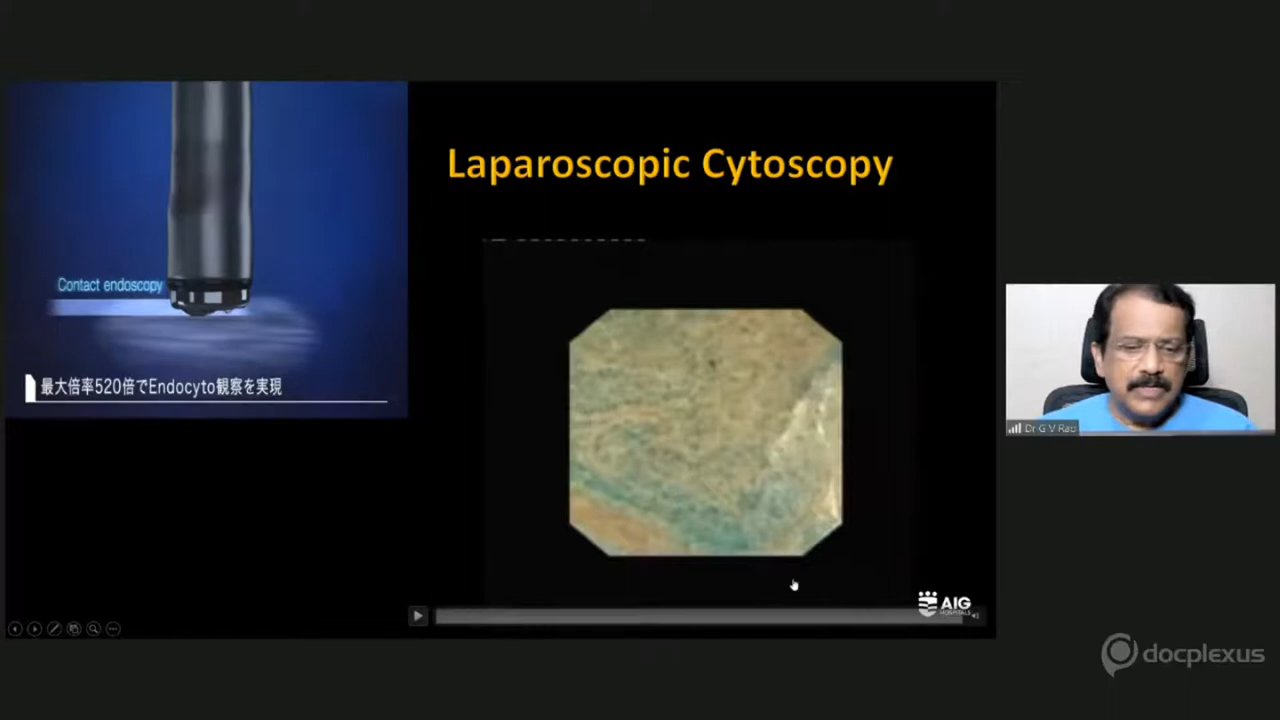 Laparoscopic Cytoscopy
Contact endoscopy
最大倍率520倍でEndocyto観察を実現
Dr G V Rao
AIG
HOSPITALS
docplexus